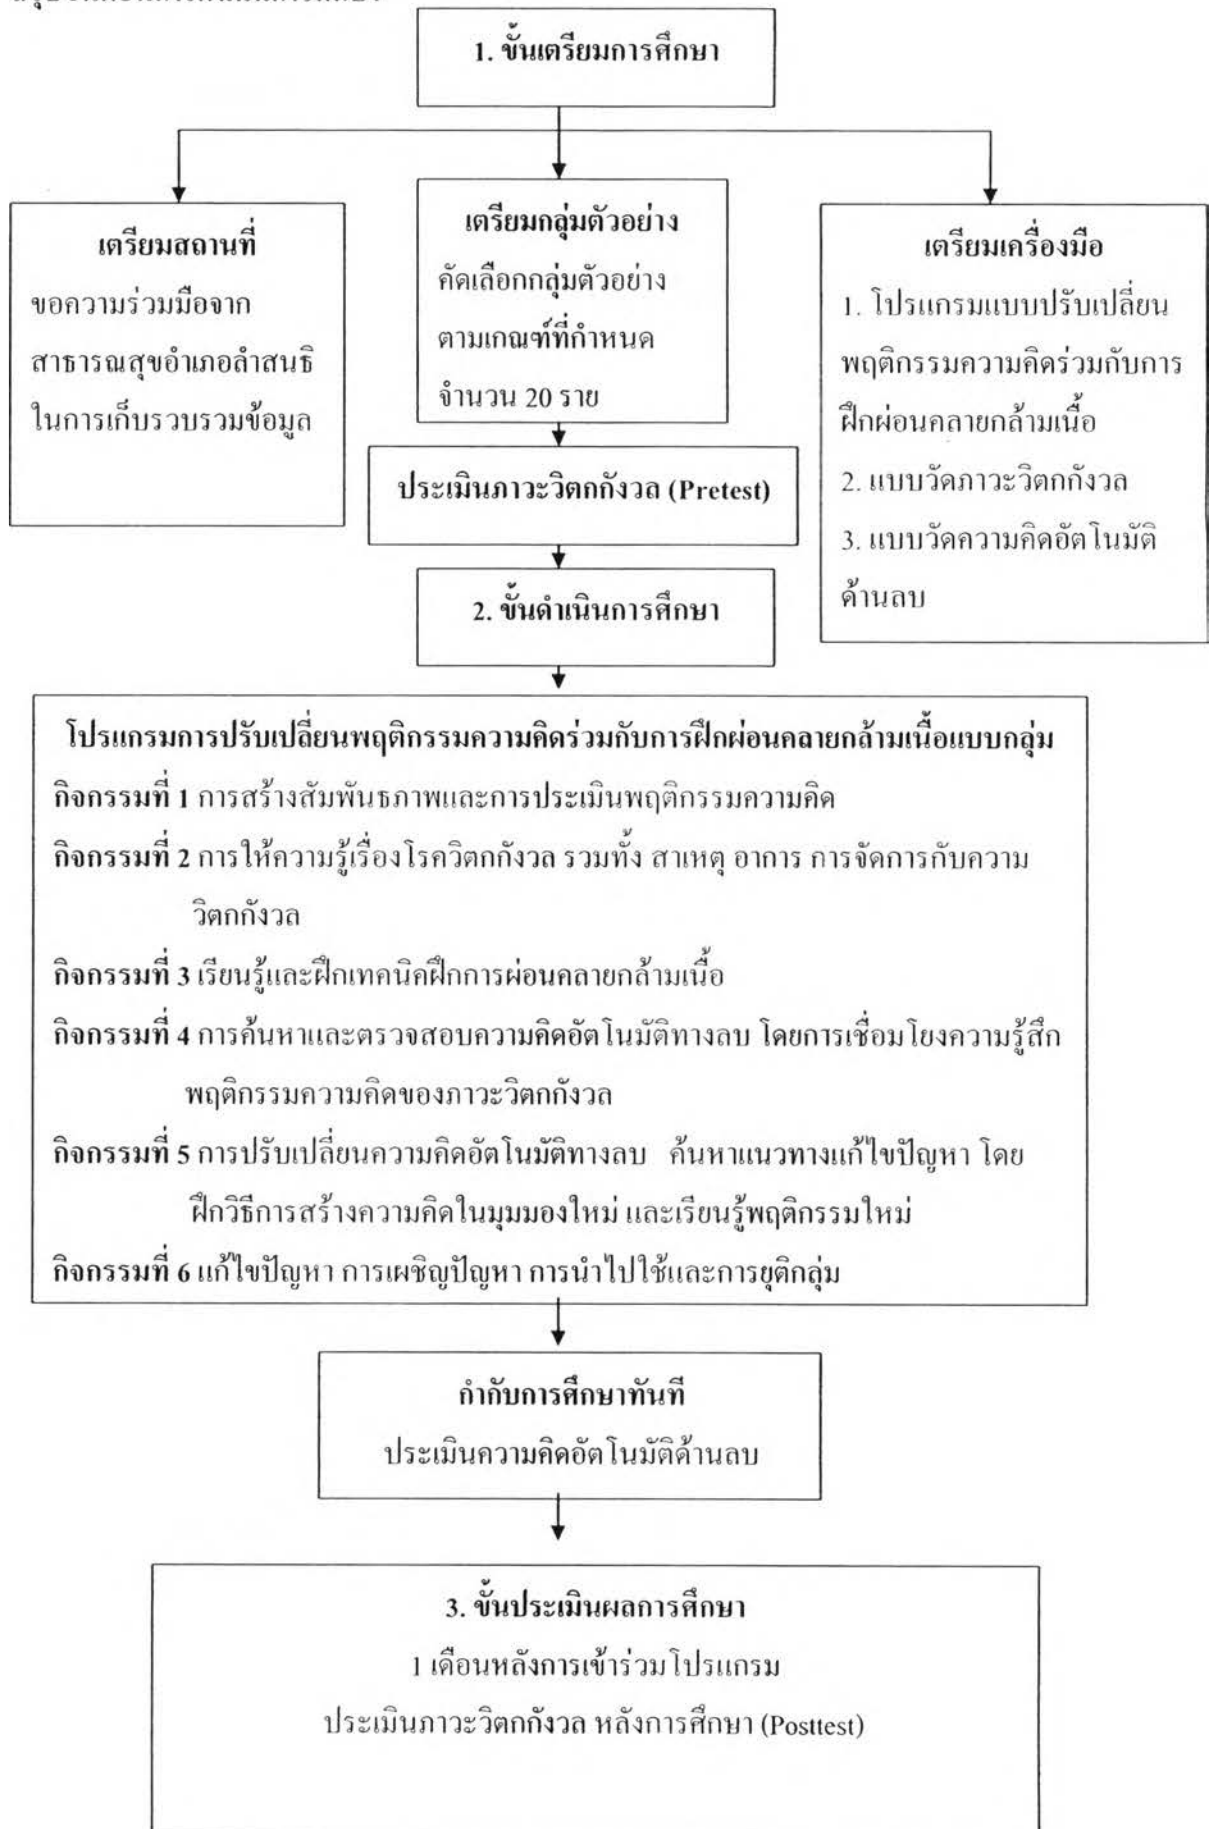 1. ขั้นเตรียมการศึกษา
เตรียมสถานที่
ขอความร่วมมือจาก
สาธารณสุขอำเภอลำสนธิ
ในการเก็บรวบรวมข้อมูล
เตรียมกลุ่มตัวอย่าง
คัดเลือกกลุ่มตัวอย่าง
ตามเกณฑ์ที่กำหนด
จำนวน 20 ราย
เตรียมเครื่องมือ
1. โปรแกรมแบบปรับเปลี่ยน
พฤติกรรมความคิดร่วมกับการ
ฝึกผ่อนคลายกล้ามเนื้อ
2. แบบวัดภาวะวิตกกังวล
3. แบบวัดความคิดอัตโนมัติ
ด้านลบ
ประเมินภาวะวิตกกังวล (Pretest)
2. ขั้นดำเนินการศึกษา
โปรแกรมการปรับเปลี่ยนพฤติกรรมความคิดร่วมกับการฝึกผ่อนคลายกล้ามเนื้อแบบกลุ่ม
กิจกรรมที่ 1 การสร้างสัมพันธภาพและการประเมินพฤติกรรมความคิด
กิจกรรมที่ 2 การให้ความรู้เรื่องโรควิตกกังวล รวมทั้ง สาเหตุ อาการ การจัดการกับความ
วิตกกังวล
กิจกรรมที่ 3 เรียนรู้และฝึกเทคนิคฝึกการผ่อนคลายกล้ามเนื้อ
กิจกรรมที่ 4 การค้นหาและตรวจสอบความคิดอัตโนมัติทางลบ โดยการเชื่อมโยงความรู้สึก
พฤติกรรมความคิดของภาวะวิตกกังวล
กิจกรรมที่ 5 การปรับเปลี่ยนความคิดอัตโนมัติทางลบ ค้นหาแนวทางแก้ไขปัญหา โดย
ฝึกวิธีการสร้างความคิดในมุมมองใหม่ และเรียนรู้พฤติกรรมใหม่
กิจกรรมที่ 6 แก้ไขปัญหา การเผชิญปัญหา การนำไปใช้และการยุติกลุ่ม
กำกับการศึกษาทันที
ประเมินความคิดอัตโนมัติด้านลบ
3. ขั้นประเมินผลการศึกษา
1 เดือนหลังการเข้าร่วมโปรแกรม
ประเมินภาวะวิตกกังวล หลังการศึกษา (Posttest)